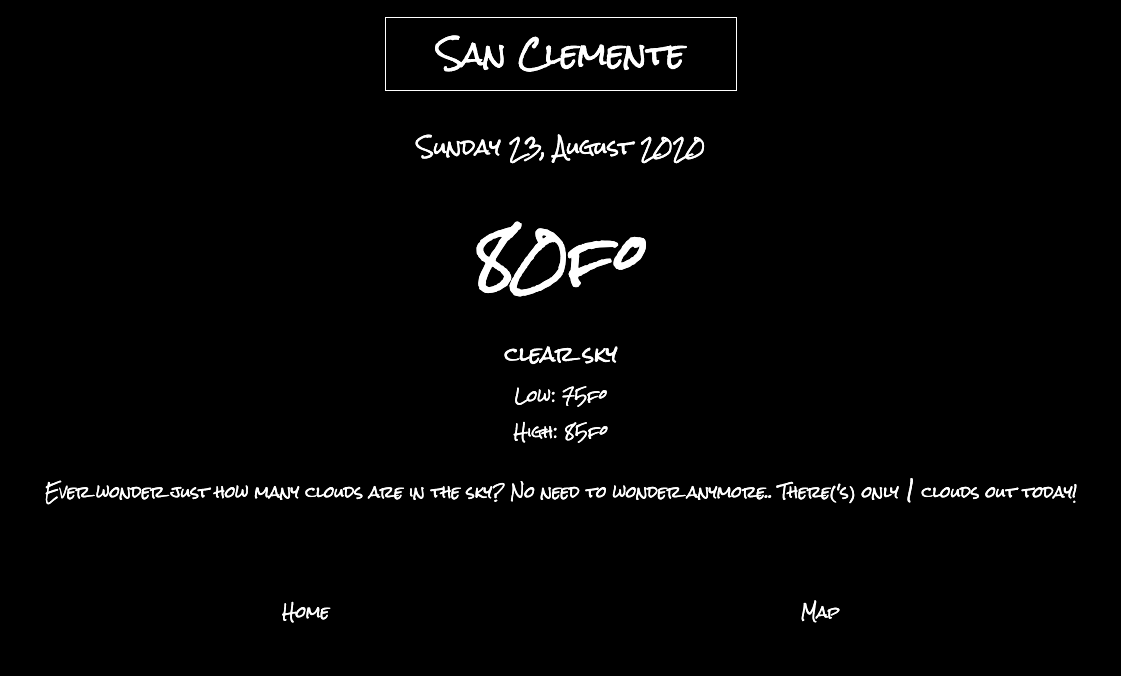 San Clemente
Sunday 23, August 2020
80F°
clear sky
Low: 75F°
High: 85F°
Ever wonder just how many clouds are in the sky? No need to wonder anymore.. There('s) only 1 clouds out today!
Home
Map